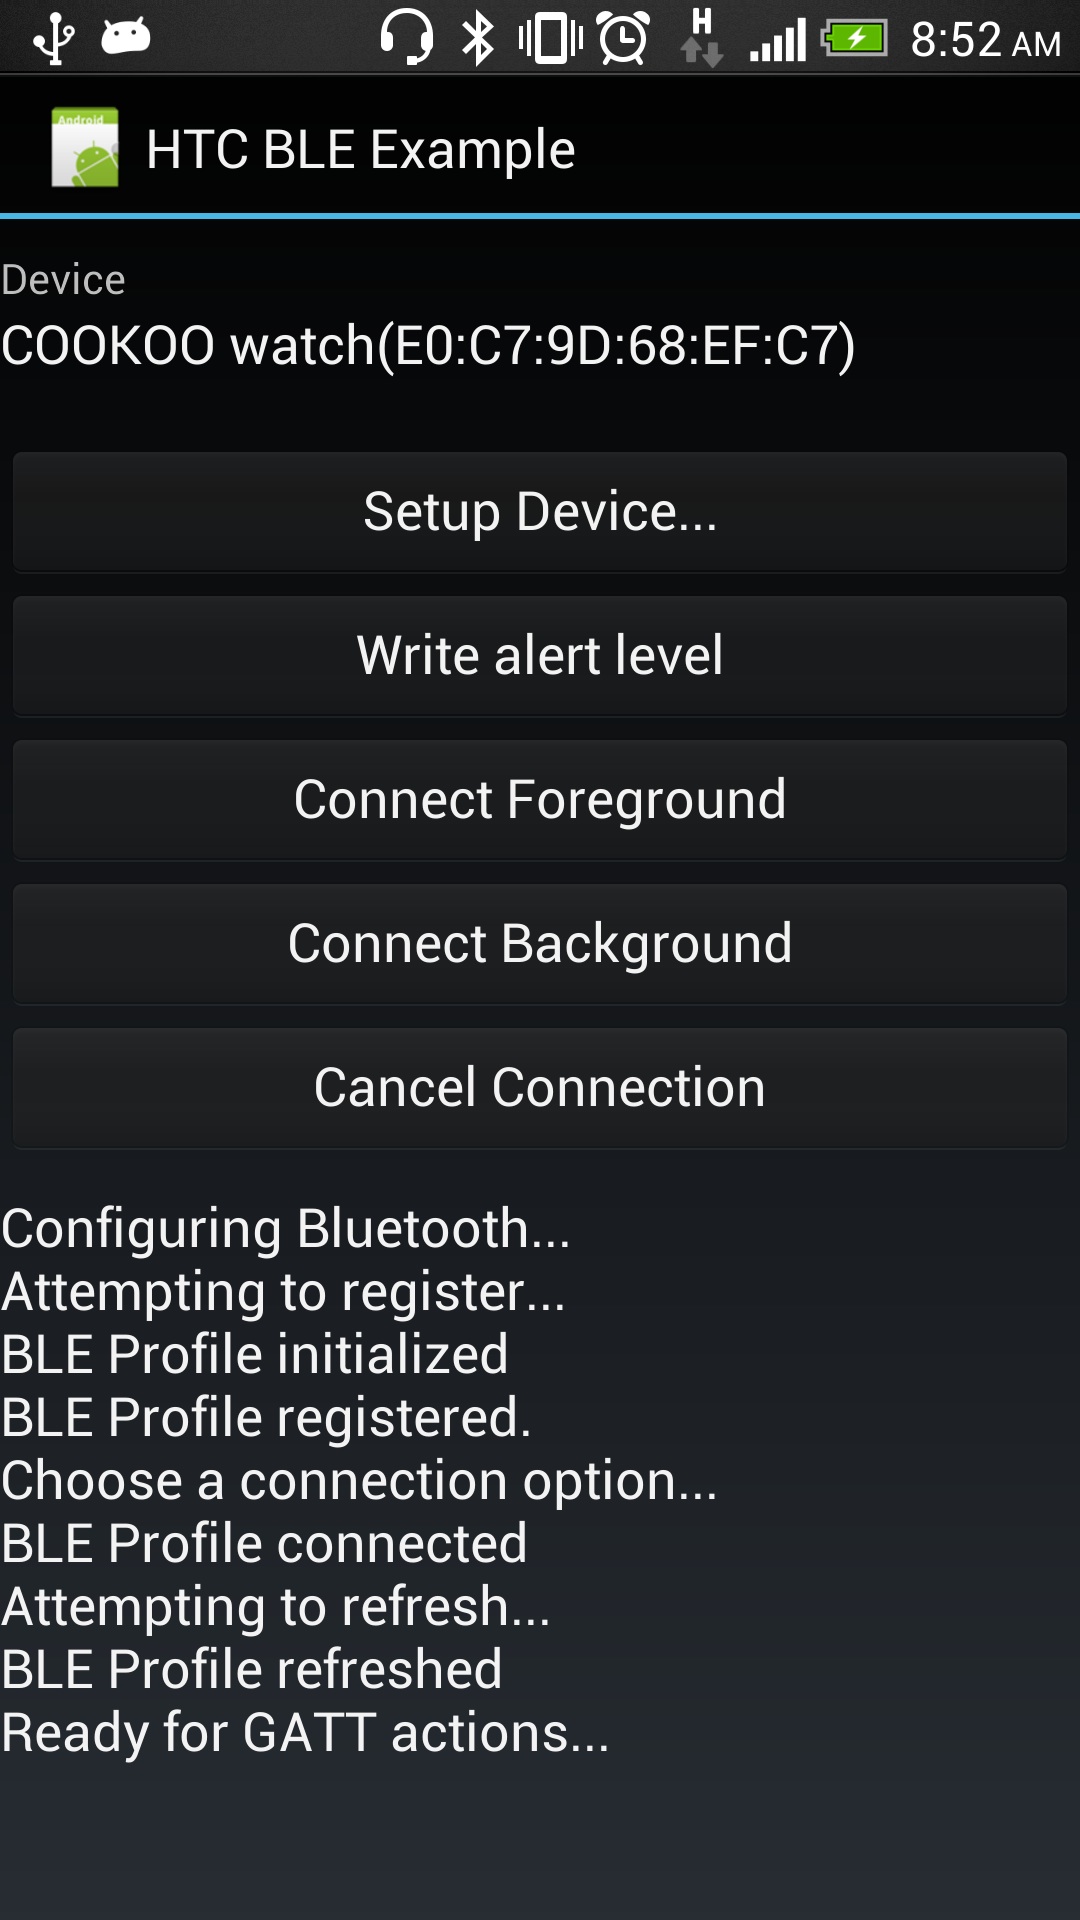 H
8:52 AM
Android
HTC BLE Example
Device
COOKOO watch(E0:C7:9D:68:EF:C7)
Setup Device...
Write alert level
Connect Foreground
Connect Background
Cancel Connection
Configuring Bluetooth...
Attempting to register...
BLE Profile initialized
BLE Profile registered.
Choose a connection option...
BLE Profile connected
Attempting to refresh...
BLE Profile refreshed
Ready for GATT actions...